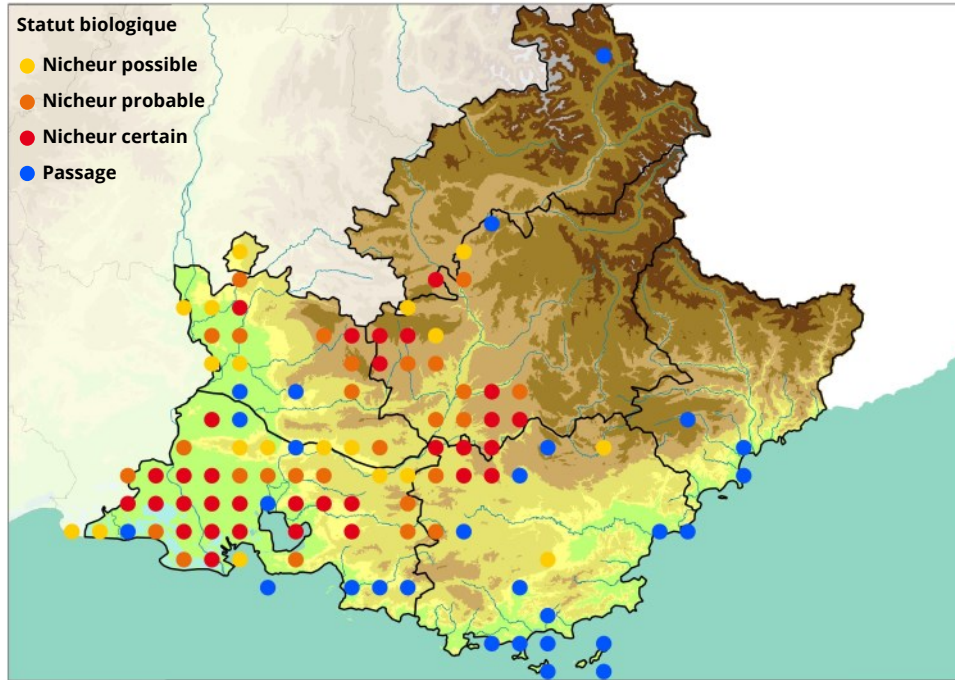 Statut biologique
Nicheur possible
Nicheur probable
Nicheur certain
Passage